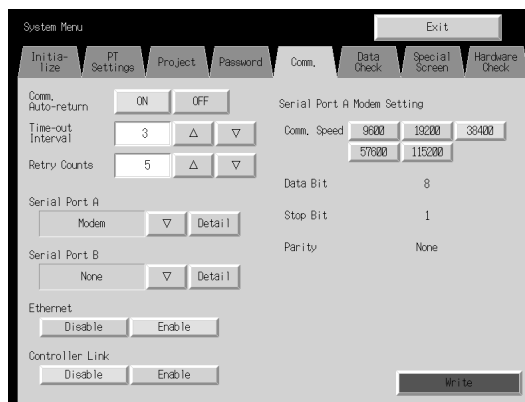 System Menu
Exit
Initia-
lize
PT
Settings
Project
Password
Comm.
Data
Check
Special
Screen
Hardware
Check
Comm.
Auto-return
ON
OFF
Time-out
Interval
3
△
▽
Retry Counts
5
△
▽
Serial Port A
Modem
▽
Detail
Serial Port B
None
▽
Detail
Ethernet
Disable
Enable
Controller Link
Disable
Enable
Serial Port A Modem Setting
Comm. Speed
9600
19200
38400
57600
115200
Data Bit
8
Stop Bit
1
Parity
None
Write